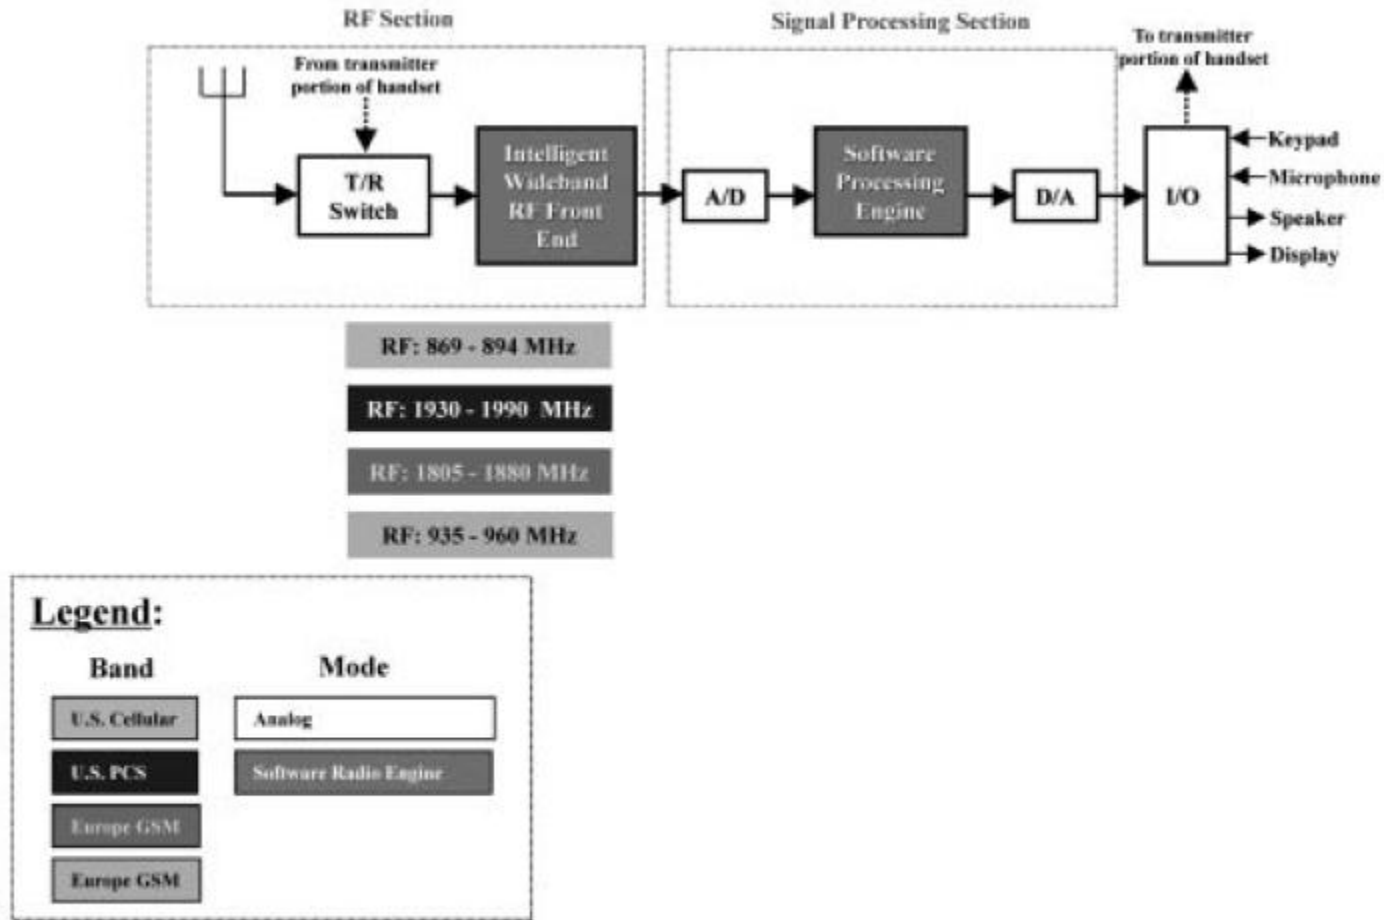 RF Section
Signal Processing Section
From transmitter
portion of handset
To transmitter
portion of handset
T/R
Switch
Intelligent
Wideband
RF Front
End
A/D
Software
Processing
Engine
D/A
I/O
Keypad
Microphone
Speaker
Display
RF: 869 - 894 MHz
RF: 1930 - 1990 MHz
RF: 1805 - 1880 MHz
RF: 935 - 960 MHz
Legend:
Band
Mode
U.S. Cellular
Analog
U.S. PCS
Software Radio Engine
Europe GSM
Europe GSM